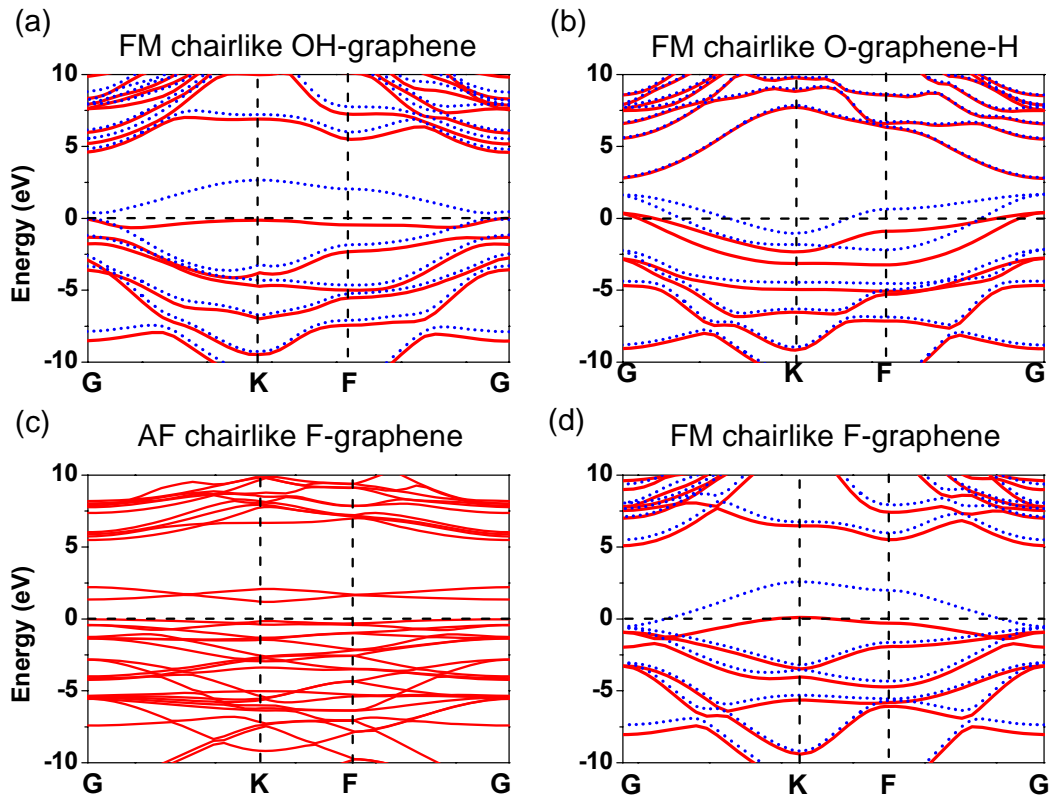 (a)
FM chairlike OH-graphene
10
5
0
-5
-10
Energy (eV)
G K F G
(b)
FM chairlike O-graphene-H
10
5
0
-5
-10
G K F G
(c)
AF chairlike F-graphene
10
5
0
-5
-10
Energy (eV)
G K F G
(d)
FM chairlike F-graphene
10
5
0
-5
-10
G K F G